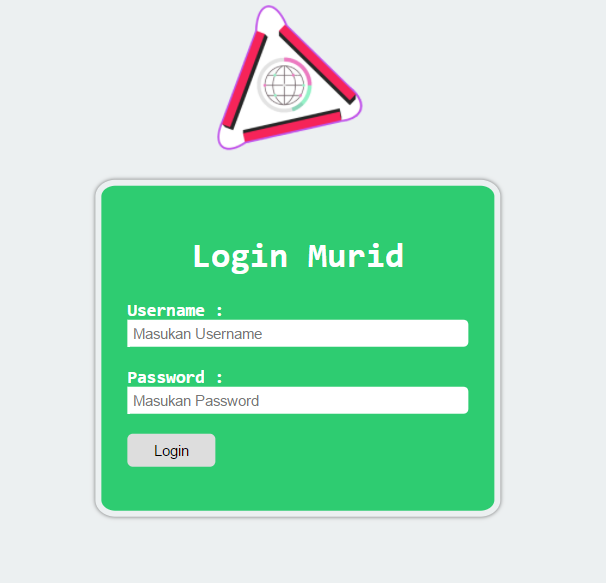 Login Murid
Username :
Masukan Username
Password :
Masukan Password
Login